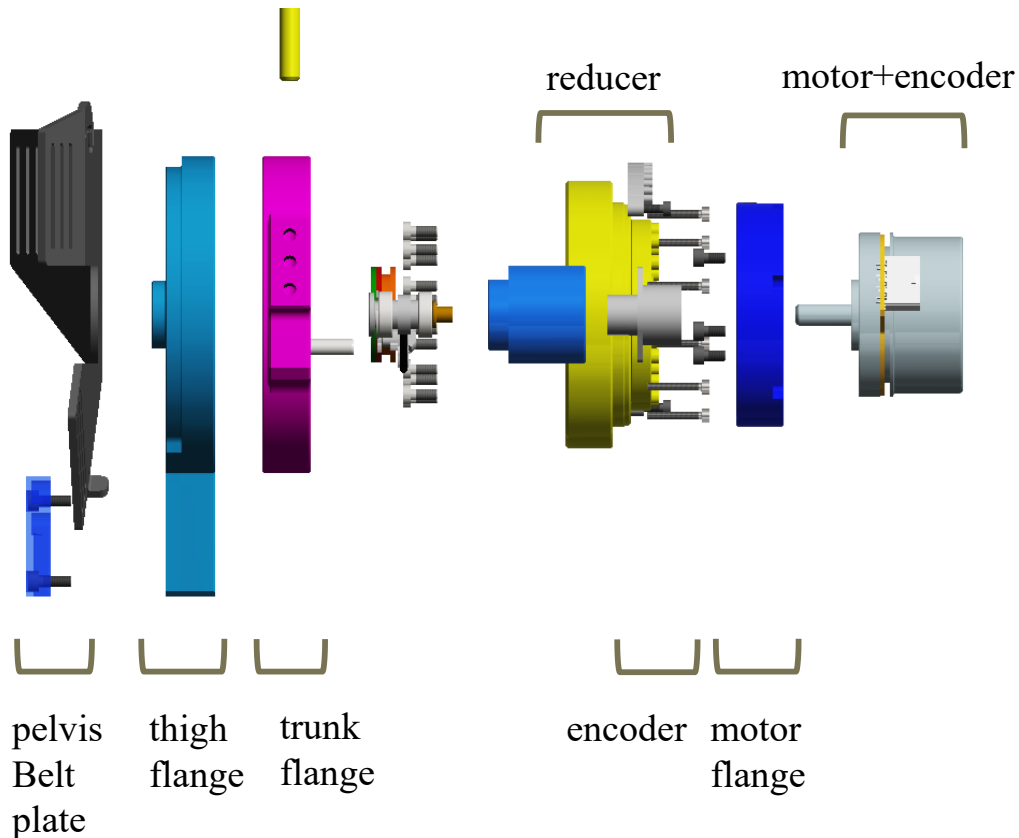 reducer
motor+encoder
pelvis
Belt
plate
thigh
flange
trunk
flange
encoder
motor
flange